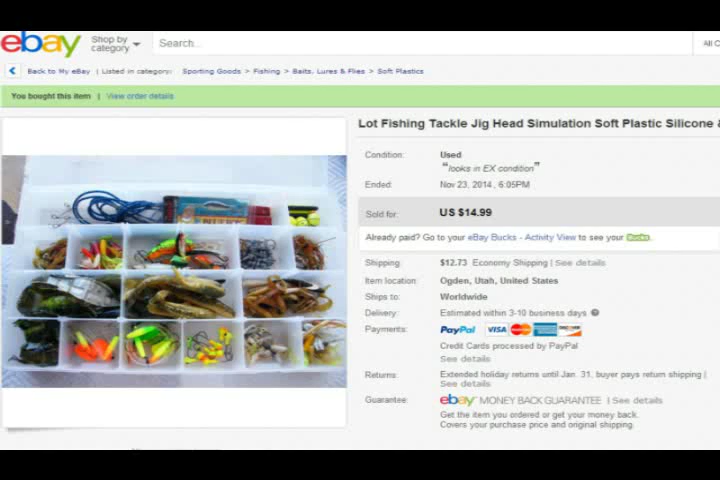 ebay Shop by category Search... All C
Back to My eBay | Listed in category: Sporting Goods > Fishing > Baits, Lures & Flies > Soft Plastics
You bought this item | View order details
Lot Fishing Tackle Jig Head Simulation Soft Plastic Silicone &
Condition: Used
"looks in EX condition"
Ended: Nov 23, 2014 , 6:05PM
Sold for: US $14.99
Already paid? Go to your eBay Bucks - Activity View to see your Bucks.
Shipping: $12.73 Economy Shipping | See details
Item location: Ogden, Utah, United States
Ships to: Worldwide
Delivery: Estimated within 3-10 business days
Payments: PayPal VISA MasterCard DISCOVER
Credit Cards processed by PayPal
See details
Returns: Extended holiday returns until Jan. 31, buyer pays return shipping |
See details
Guarantee: ebay MONEY BACK GUARANTEE | See details
Get the item you ordered or get your money back.
Covers your purchase price and original shipping.